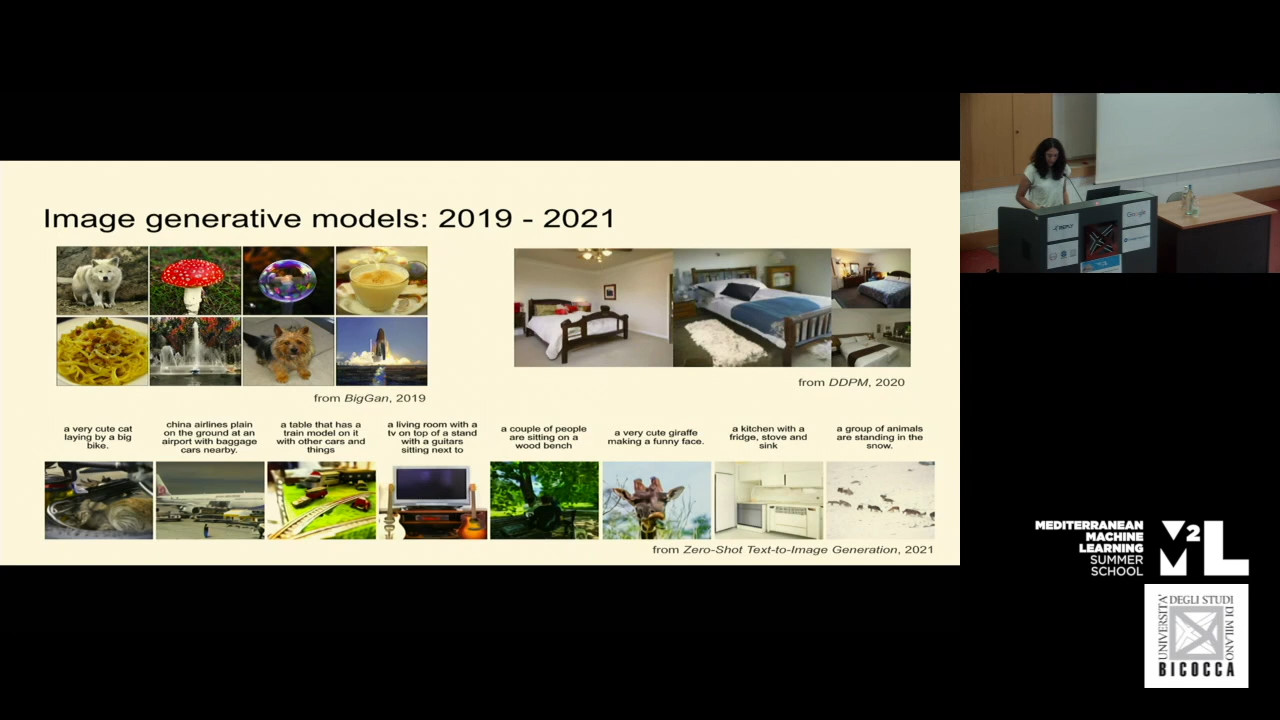 Image generative models: 2019 - 2021
from BigGan, 2019
from DDPM, 2020
a very cute cat
laying by a big
bike.
china airlines plain
on the ground at an
airport with baggage
cars nearby.
a table that has a
train model on it
with other cars and
things
a living room with a
tv on top of a stand
with a guitars
sitting next to
a couple of people
are sitting on a
wood bench
a very cute giraffe
making a funny face.
a kitchen with a
fridge, stove and
sink
a group of animals
are standing in the
snow.
from Zero-Shot Text-to-Image Generation, 2021
Google
MEDITERRANEAN
MACHINE
LEARNING
SUMMER
SCHOOL
M2L
UNIVERSITA'
DEGLI STUDI
DI MILANO
BICOCCA